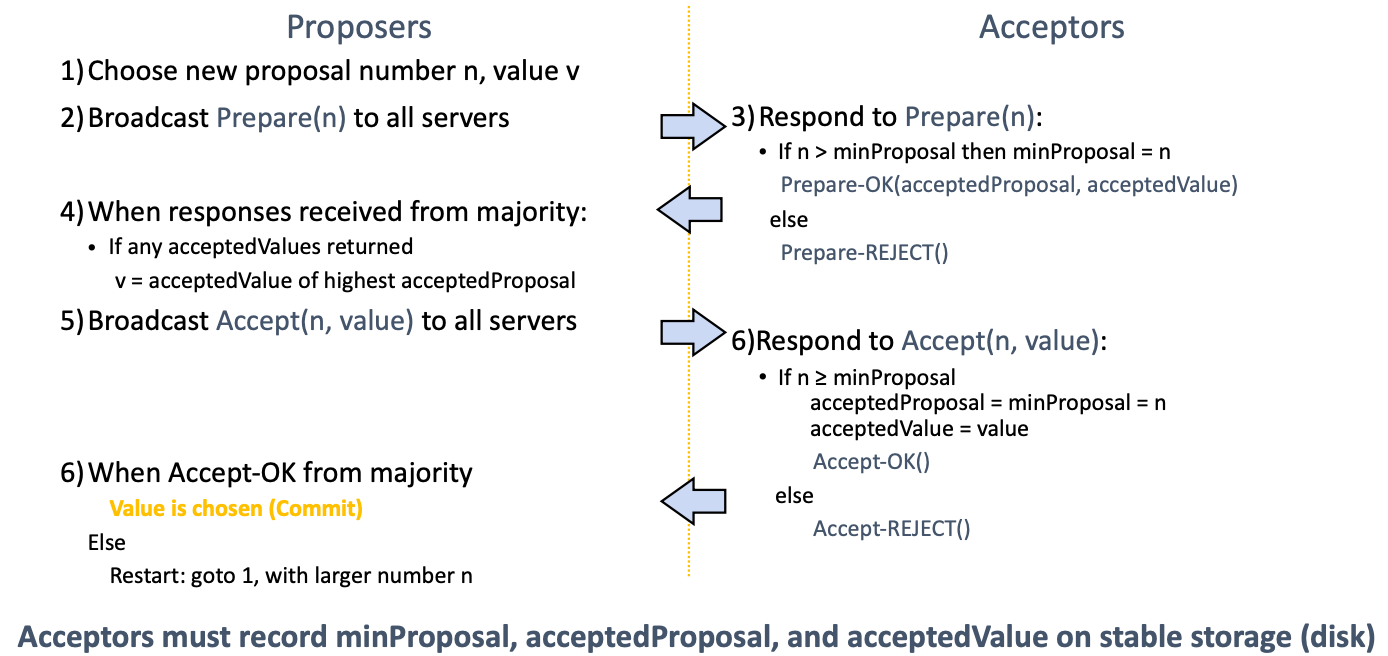 Proposers
Acceptors
1) Choose new proposal number n, value v
2) Broadcast Prepare(n) to all servers
3) Respond to Prepare(n):
• If n > minProposal then minProposal = n
Prepare-OK(acceptedProposal, acceptedValue)
else
Prepare-REJECT()
4) When responses received from majority:
• If any acceptedValues returned
v = acceptedValue of highest acceptedProposal
5) Broadcast Accept(n, value) to all servers
6)Respond to Accept(n, value):
• If n ≥ minProposal
acceptedProposal = minProposal = n
acceptedValue = value
Accept-OK()
else
Accept-REJECT()
6) When Accept-OK from majority
Value is chosen (Commit)
Else
Restart: goto 1, with larger number n
Acceptors must record minProposal, acceptedProposal, and acceptedValue on stable storage (disk)